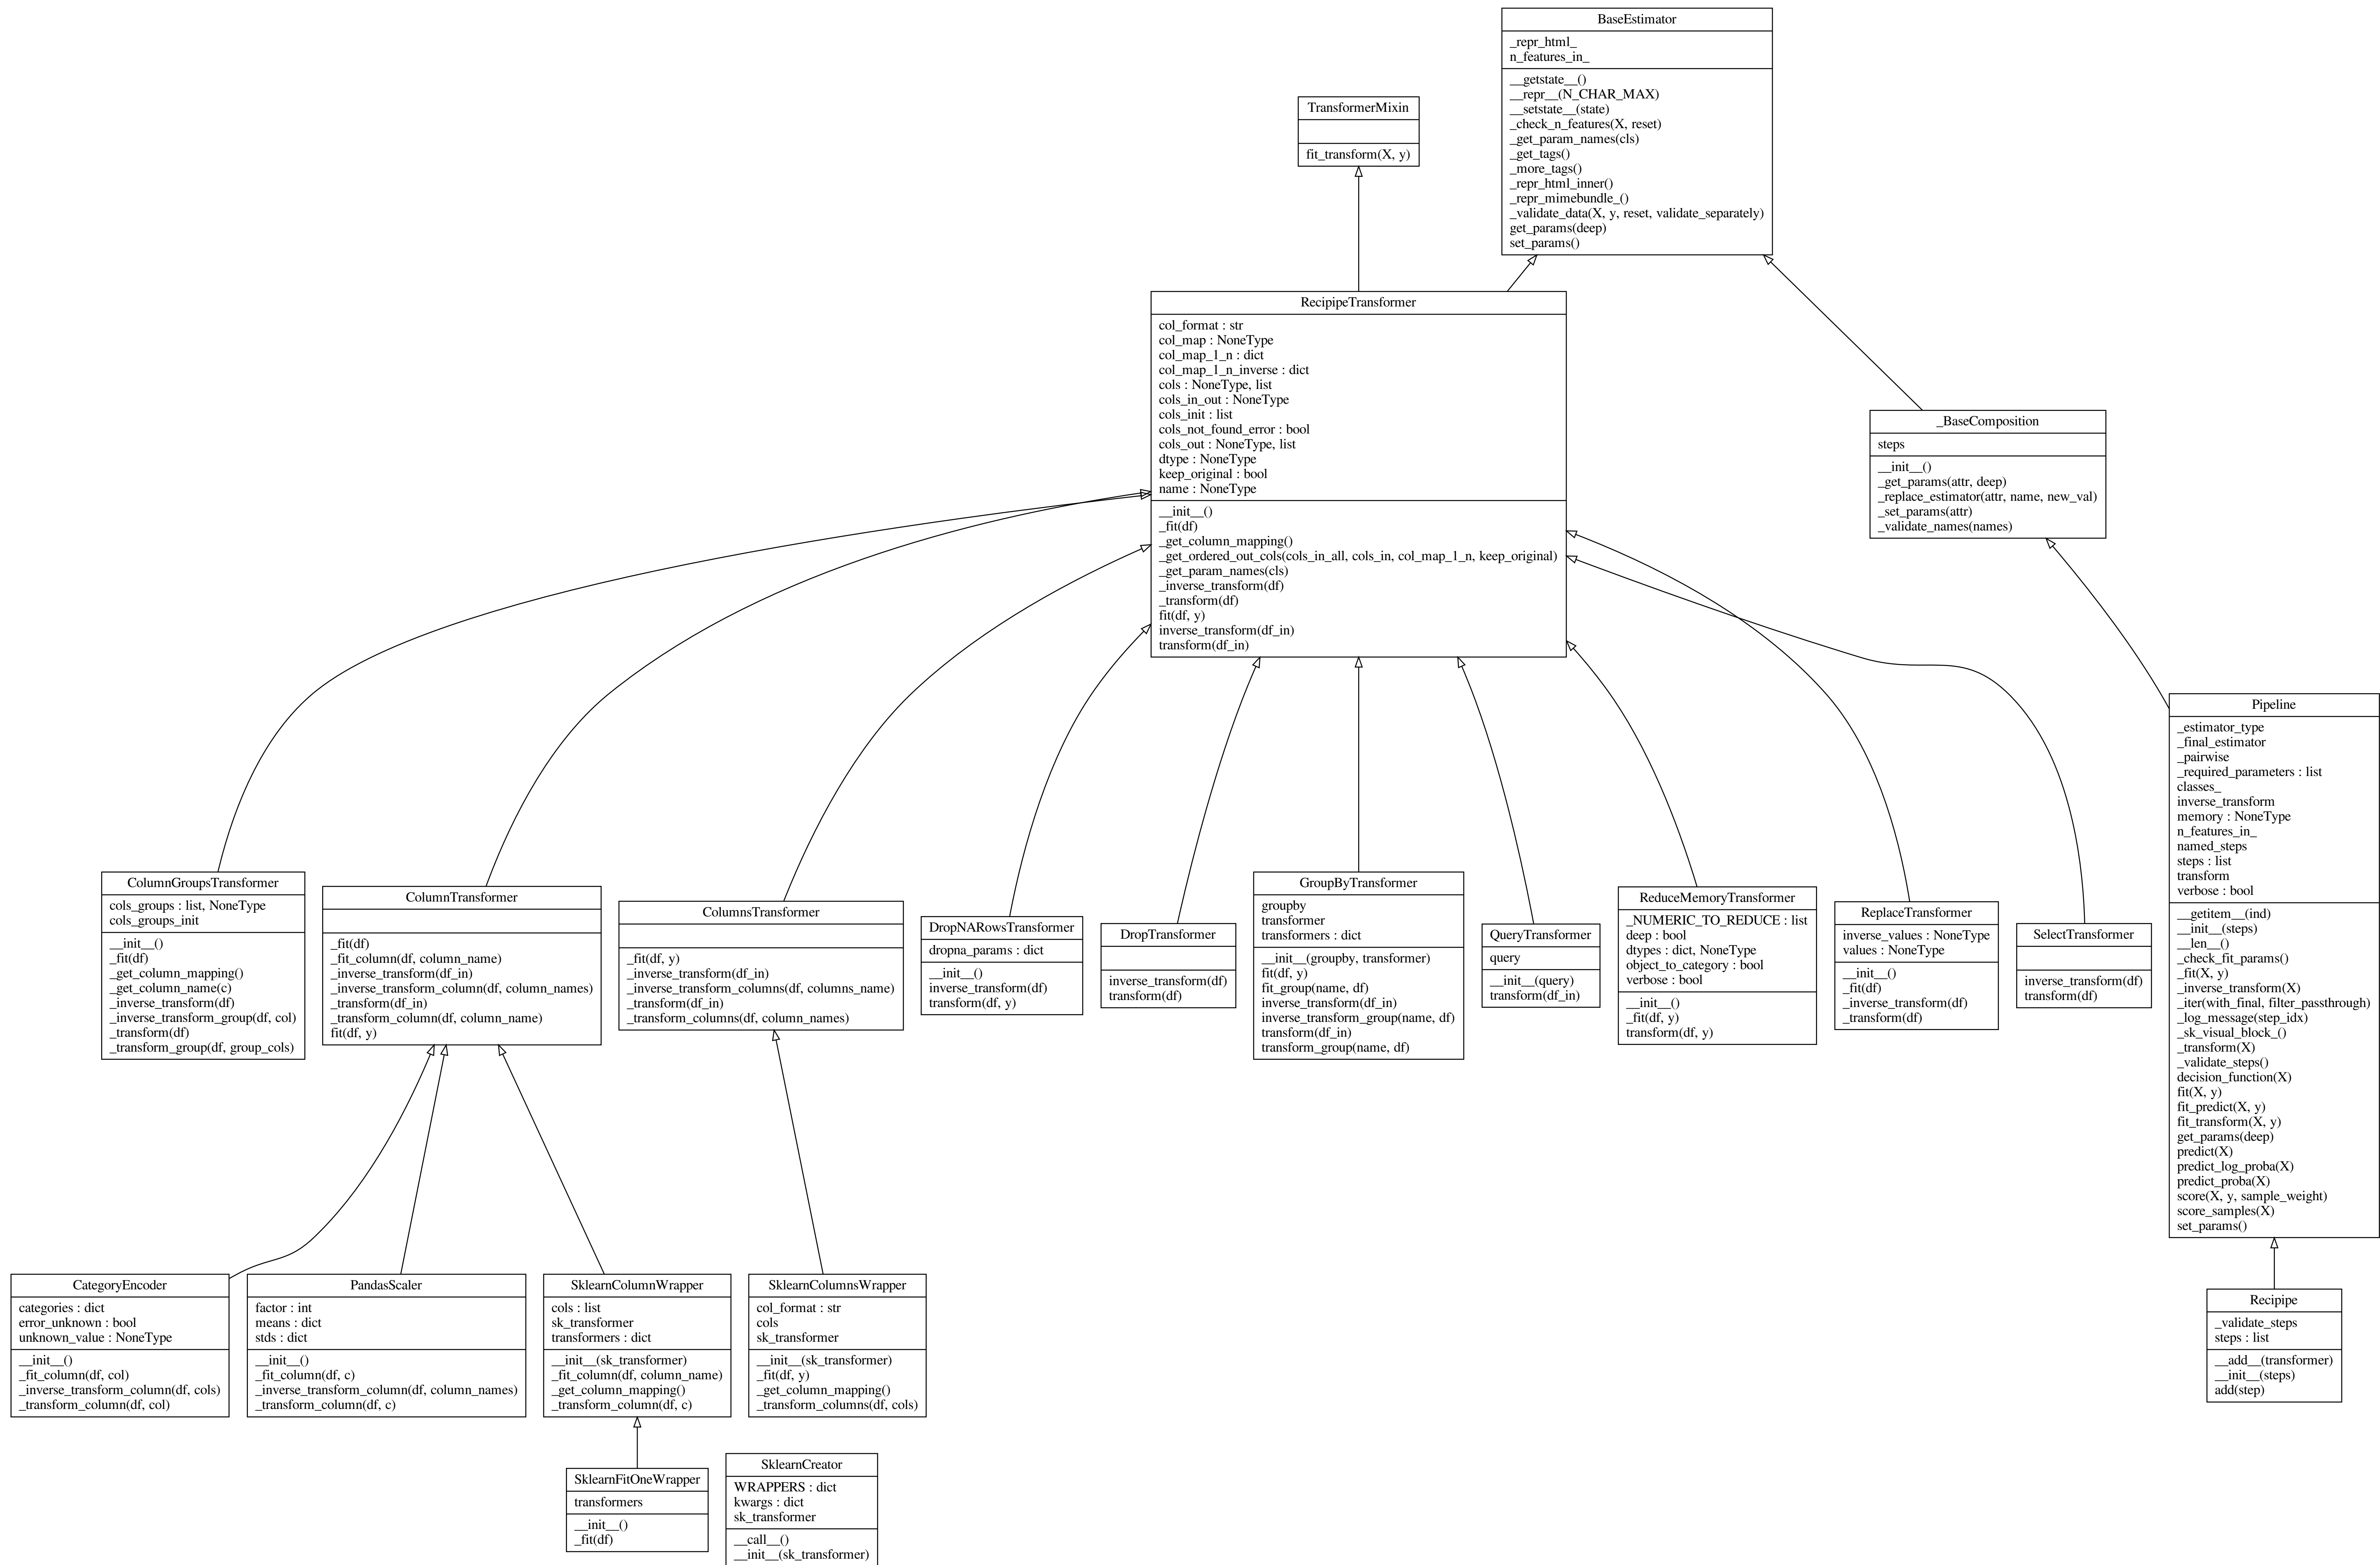 BaseEstimator
_repr_html_
n_features_in_
__getstate__()
__repr__(N_CHAR_MAX)
__setstate__(state)
_check_n_features(X, reset)
_get_param_names(cls)
_get_tags()
_more_tags()
_repr_html_inner()
_repr_mimebundle_()
_validate_data(X, y, reset, validate_separately)
get_params(deep)
set_params()
TransformerMixin
fit_transform(X, y)
RecipipeTransformer
col_format : str
col_map : NoneType
col_map_1_n : dict
col_map_1_n_inverse : dict
cols : NoneType, list
cols_in_out : NoneType
cols_init : list
cols_not_found_error : bool
cols_out : NoneType, list
dtype : NoneType
keep_original : bool
name : NoneType
__init__()
_fit(df)
_get_column_mapping()
_get_ordered_out_cols(cols_in_all, cols_in, col_map_1_n, keep_original)
_get_param_names(cls)
_inverse_transform(df)
_transform(df)
fit(df, y)
inverse_transform(df_in)
transform(df_in)
_BaseComposition
steps
__init__()
_get_params(attr, deep)
_replace_estimator(attr, name, new_val)
_set_params(attr)
_validate_names(names)
Pipeline
_estimator_type
_final_estimator
_pairwise
_required_parameters : list
classes_
inverse_transform
memory : NoneType
n_features_in_
named_steps
steps : list
transform
verbose : bool
__getitem__(ind)
__init__(steps)
__len__()
_check_fit_params()
_fit(X, y)
_inverse_transform(X)
_iter(with_final, filter_passthrough)
_log_message(step_idx)
_sk_visual_block_()
_transform(X)
_validate_steps()
decision_function(X)
fit(X, y)
fit_predict(X, y)
fit_transform(X, y)
get_params(deep)
predict(X)
predict_log_proba(X)
predict_proba(X)
score(X, y, sample_weight)
score_samples(X)
set_params()
ColumnGroupsTransformer
cols_groups : list, NoneType
cols_groups_init
__init__()
_fit(df)
_get_column_mapping()
_get_column_name(c)
_inverse_transform(df)
_inverse_transform_group(df, col)
_transform(df)
_transform_group(df, group_cols)
ColumnTransformer
_fit(df)
_fit_column(df, column_name)
_inverse_transform(df_in)
_inverse_transform_column(df, column_names)
_transform(df_in)
_transform_column(df, column_name)
fit(df, y)
ColumnsTransformer
_fit(df, y)
_inverse_transform(df_in)
_inverse_transform_columns(df, columns_name)
_transform(df_in)
_transform_columns(df, column_names)
DropNARowsTransformer
dropna_params : dict
__init__()
inverse_transform(df)
transform(df, y)
DropTransformer
inverse_transform(df)
transform(df)
GroupByTransformer
groupby
transformer
transformers : dict
__init__(groupby, transformer)
fit(df, y)
fit_group(name, df)
inverse_transform(df_in)
inverse_transform_group(name, df)
transform(df_in)
transform_group(name, df)
QueryTransformer
query
__init__(query)
transform(df_in)
ReduceMemoryTransformer
_NUMERIC_TO_REDUCE : list
deep : bool
dtypes : dict, NoneType
object_to_category : bool
verbose : bool
__init__()
_fit(df, y)
transform(df, y)
ReplaceTransformer
inverse_values : NoneType
values : NoneType
__init__()
_fit(df)
_inverse_transform(df)
_transform(df)
SelectTransformer
inverse_transform(df)
transform(df)
CategoryEncoder
categories : dict
error_unknown : bool
unknown_value : NoneType
__init__()
_fit_column(df, col)
_inverse_transform_column(df, cols)
_transform_column(df, col)
PandasScaler
factor : int
means : dict
stds : dict
__init__()
_fit_column(df, c)
_inverse_transform_column(df, column_names)
_transform_column(df, c)
SklearnColumnWrapper
cols : list
sk_transformer
transformers : dict
__init__(sk_transformer)
_fit_column(df, column_name)
_get_column_mapping()
_transform_column(df, c)
SklearnColumnsWrapper
col_format : str
cols
sk_transformer
__init__(sk_transformer)
_fit(df, y)
_get_column_mapping()
_transform_columns(df, cols)
Recipipe
_validate_steps
steps : list
__add__(transformer)
__init__(steps)
add(step)
SklearnFitOneWrapper
transformers
__init__()
_fit(df)
SklearnCreator
WRAPPERS : dict
kwargs : dict
sk_transformer
__call__()
__init__(sk_transformer)